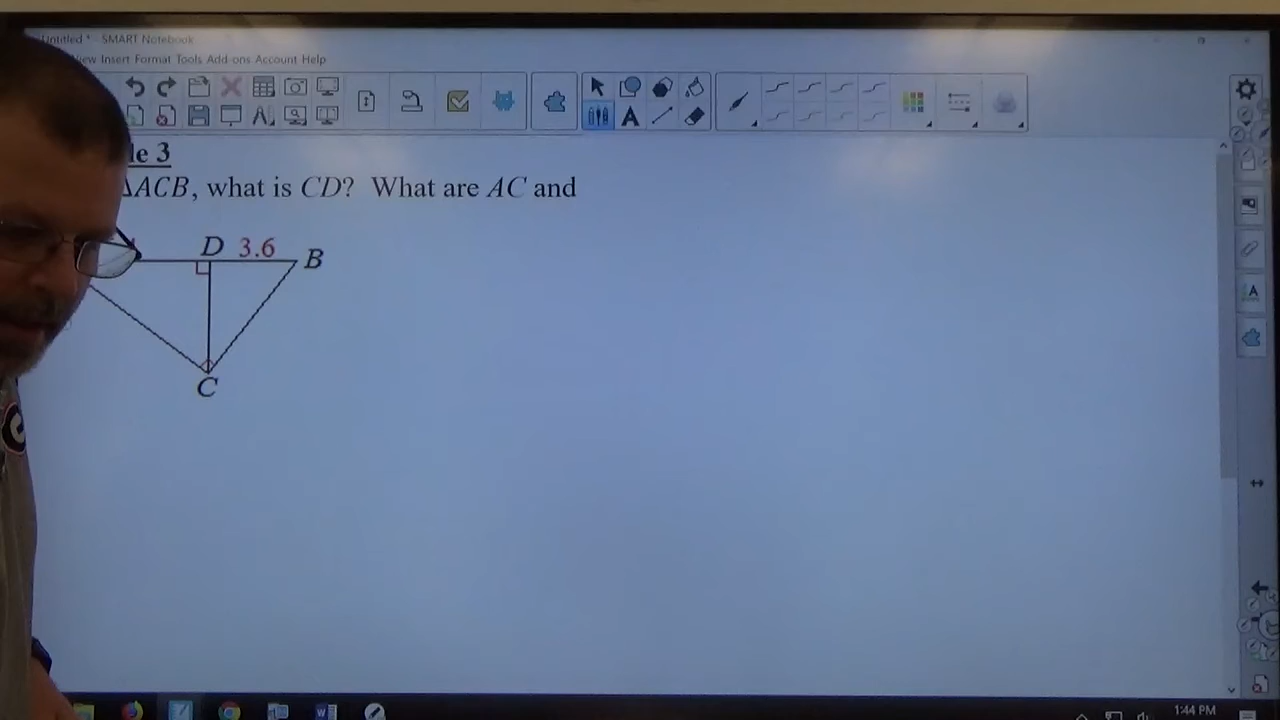 Untitled * - SMART Notebook
View Insert Format Tools Add-ons Account Help
le 3
ΔACB, what is CD? What are AC and
D 3.6 B
C
1:44 PM